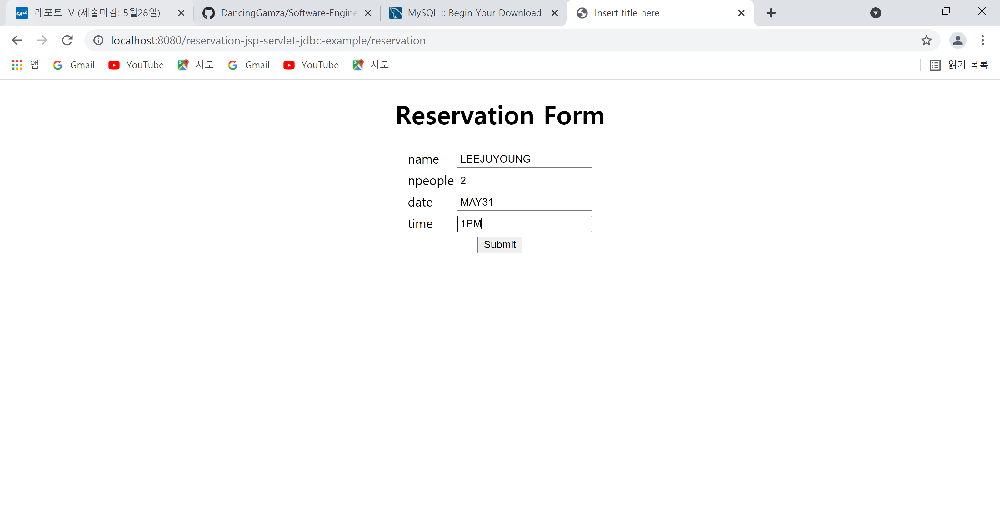 레포트 IV (제출마감: 5월28일)
DancingGamza/Software-Engine
MySQL :: Begin Your Download
Insert title here
localhost:8080/reservation-jsp-servlet-jdbc-example/reservation
앱 Gmail YouTube 지도 Gmail YouTube 지도 읽기 목록
Reservation Form
name LEEJUYOUNG
npeople 2
date MAY31
time 1PM
Submit